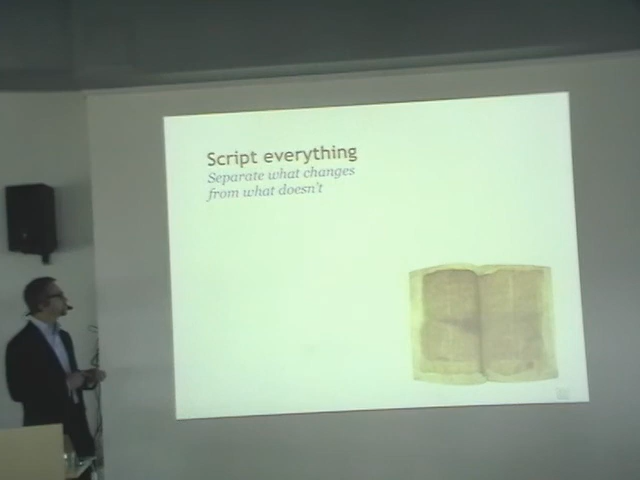 Script everything
Separate what changes
from what doesn't